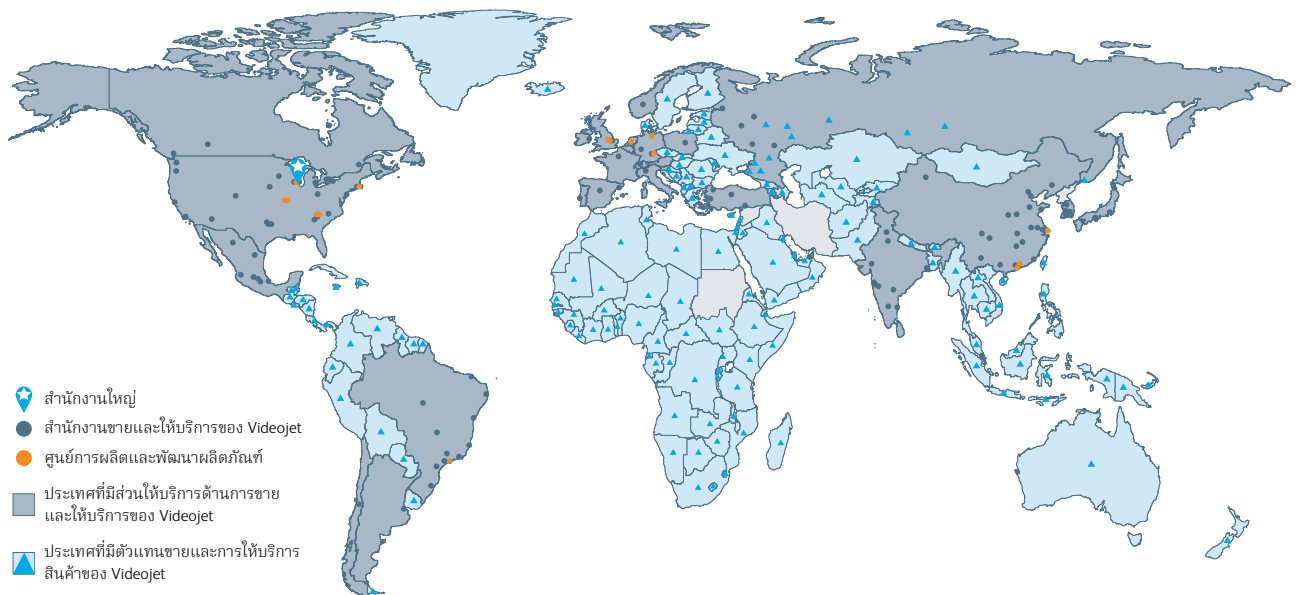 สำนักงานใหญ่
สำนักงานขายและให้บริการของ Videojet
ศูนย์การผลิตและพัฒนาผลิตภัณฑ์
ประเทศที่มีส่วนให้บริการด้านการขาย
และให้บริการของ Videojet
ประเทศที่มีตัวแทนขายและการให้บริการ
สินค้าของ Videojet